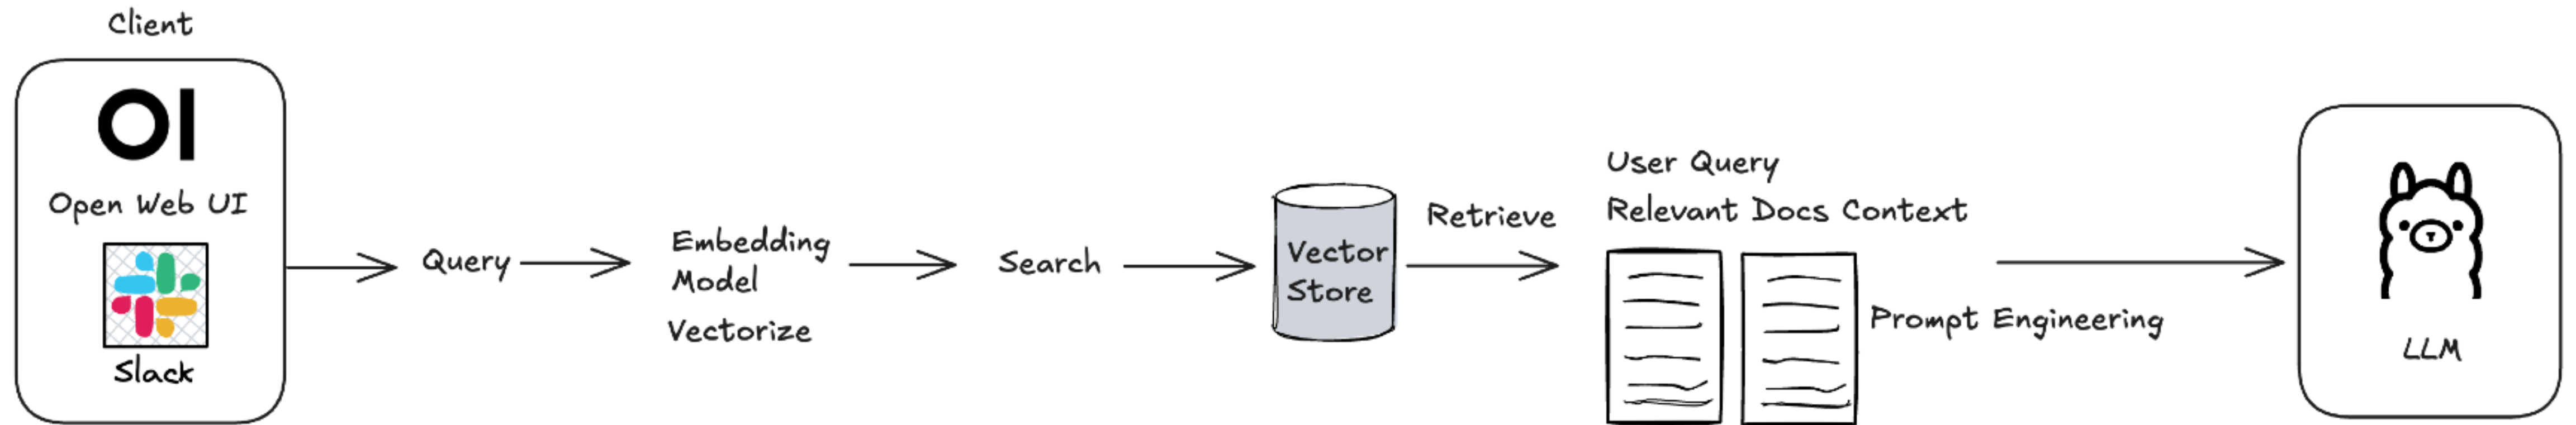 Client
OI
Open Web UI
Slack
Query
Embedding
Model
Vectorize
Search
Vector
Store
Retrieve
User Query
Relevant Docs Context
Prompt Engineering
LLM